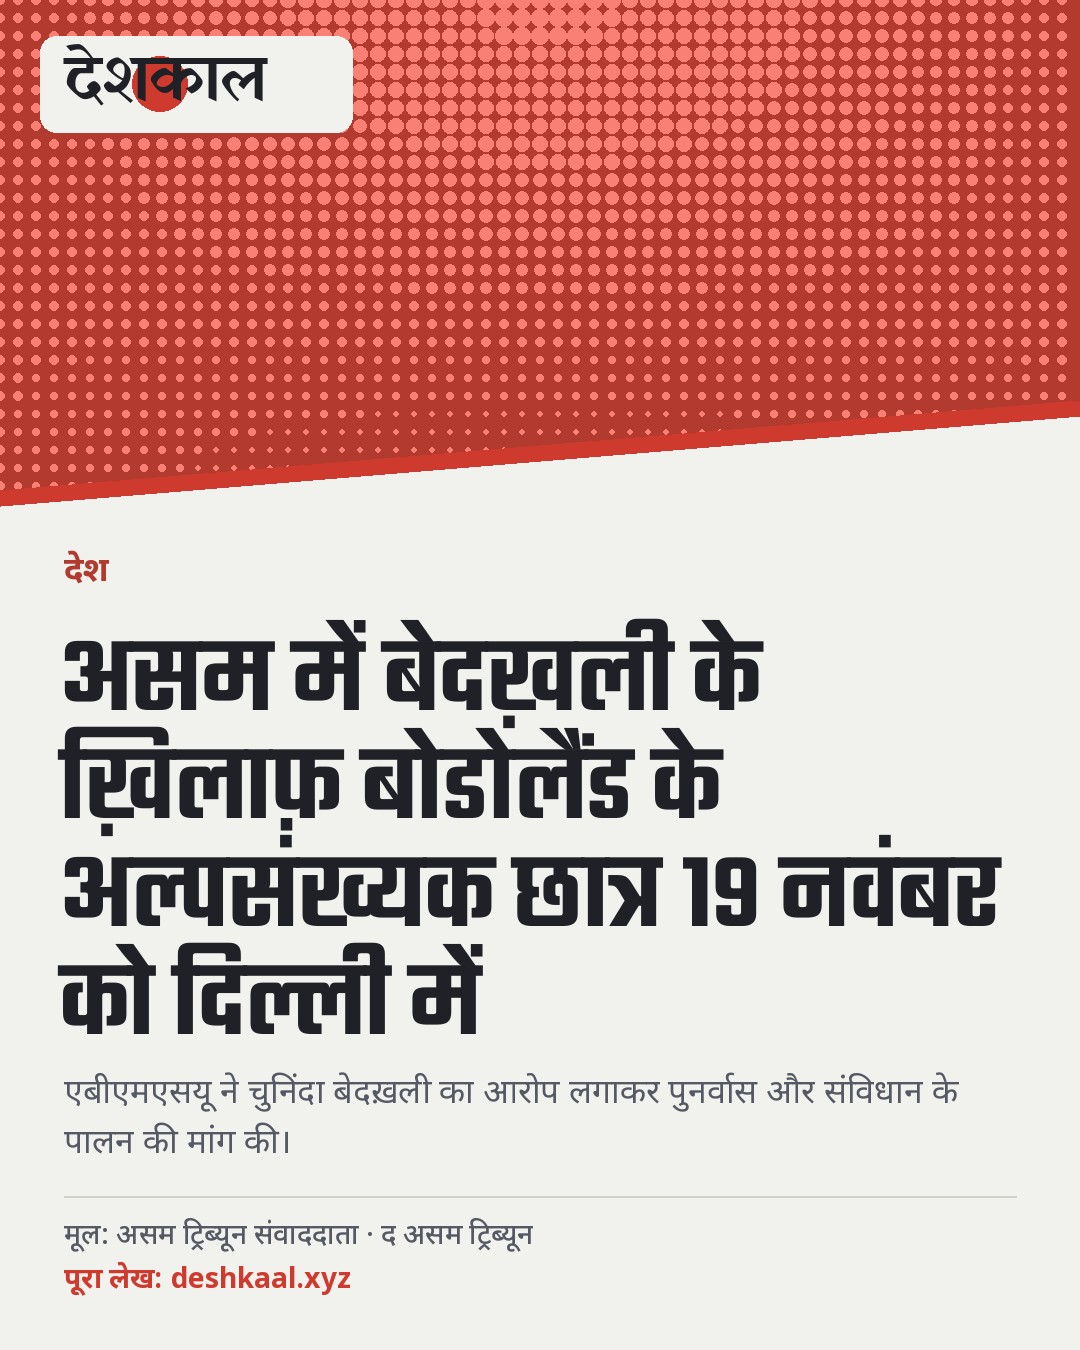 देशकाल
देश
असम में बेदख़ली के
ख़िलाफ़ बोडोलैंड के
अल्पसंख्यक छात्र 19 नवंबर
को दिल्ली में
एबीएमएसयू ने चुनिंदा बेदख़ली का आरोप लगाकर पुनर्वास और संविधान के
पालन की मांग की।
मूल: असम ट्रिब्यून संवाददाता · द असम ट्रिब्यून
पूरा लेख: deshkaal.xyz